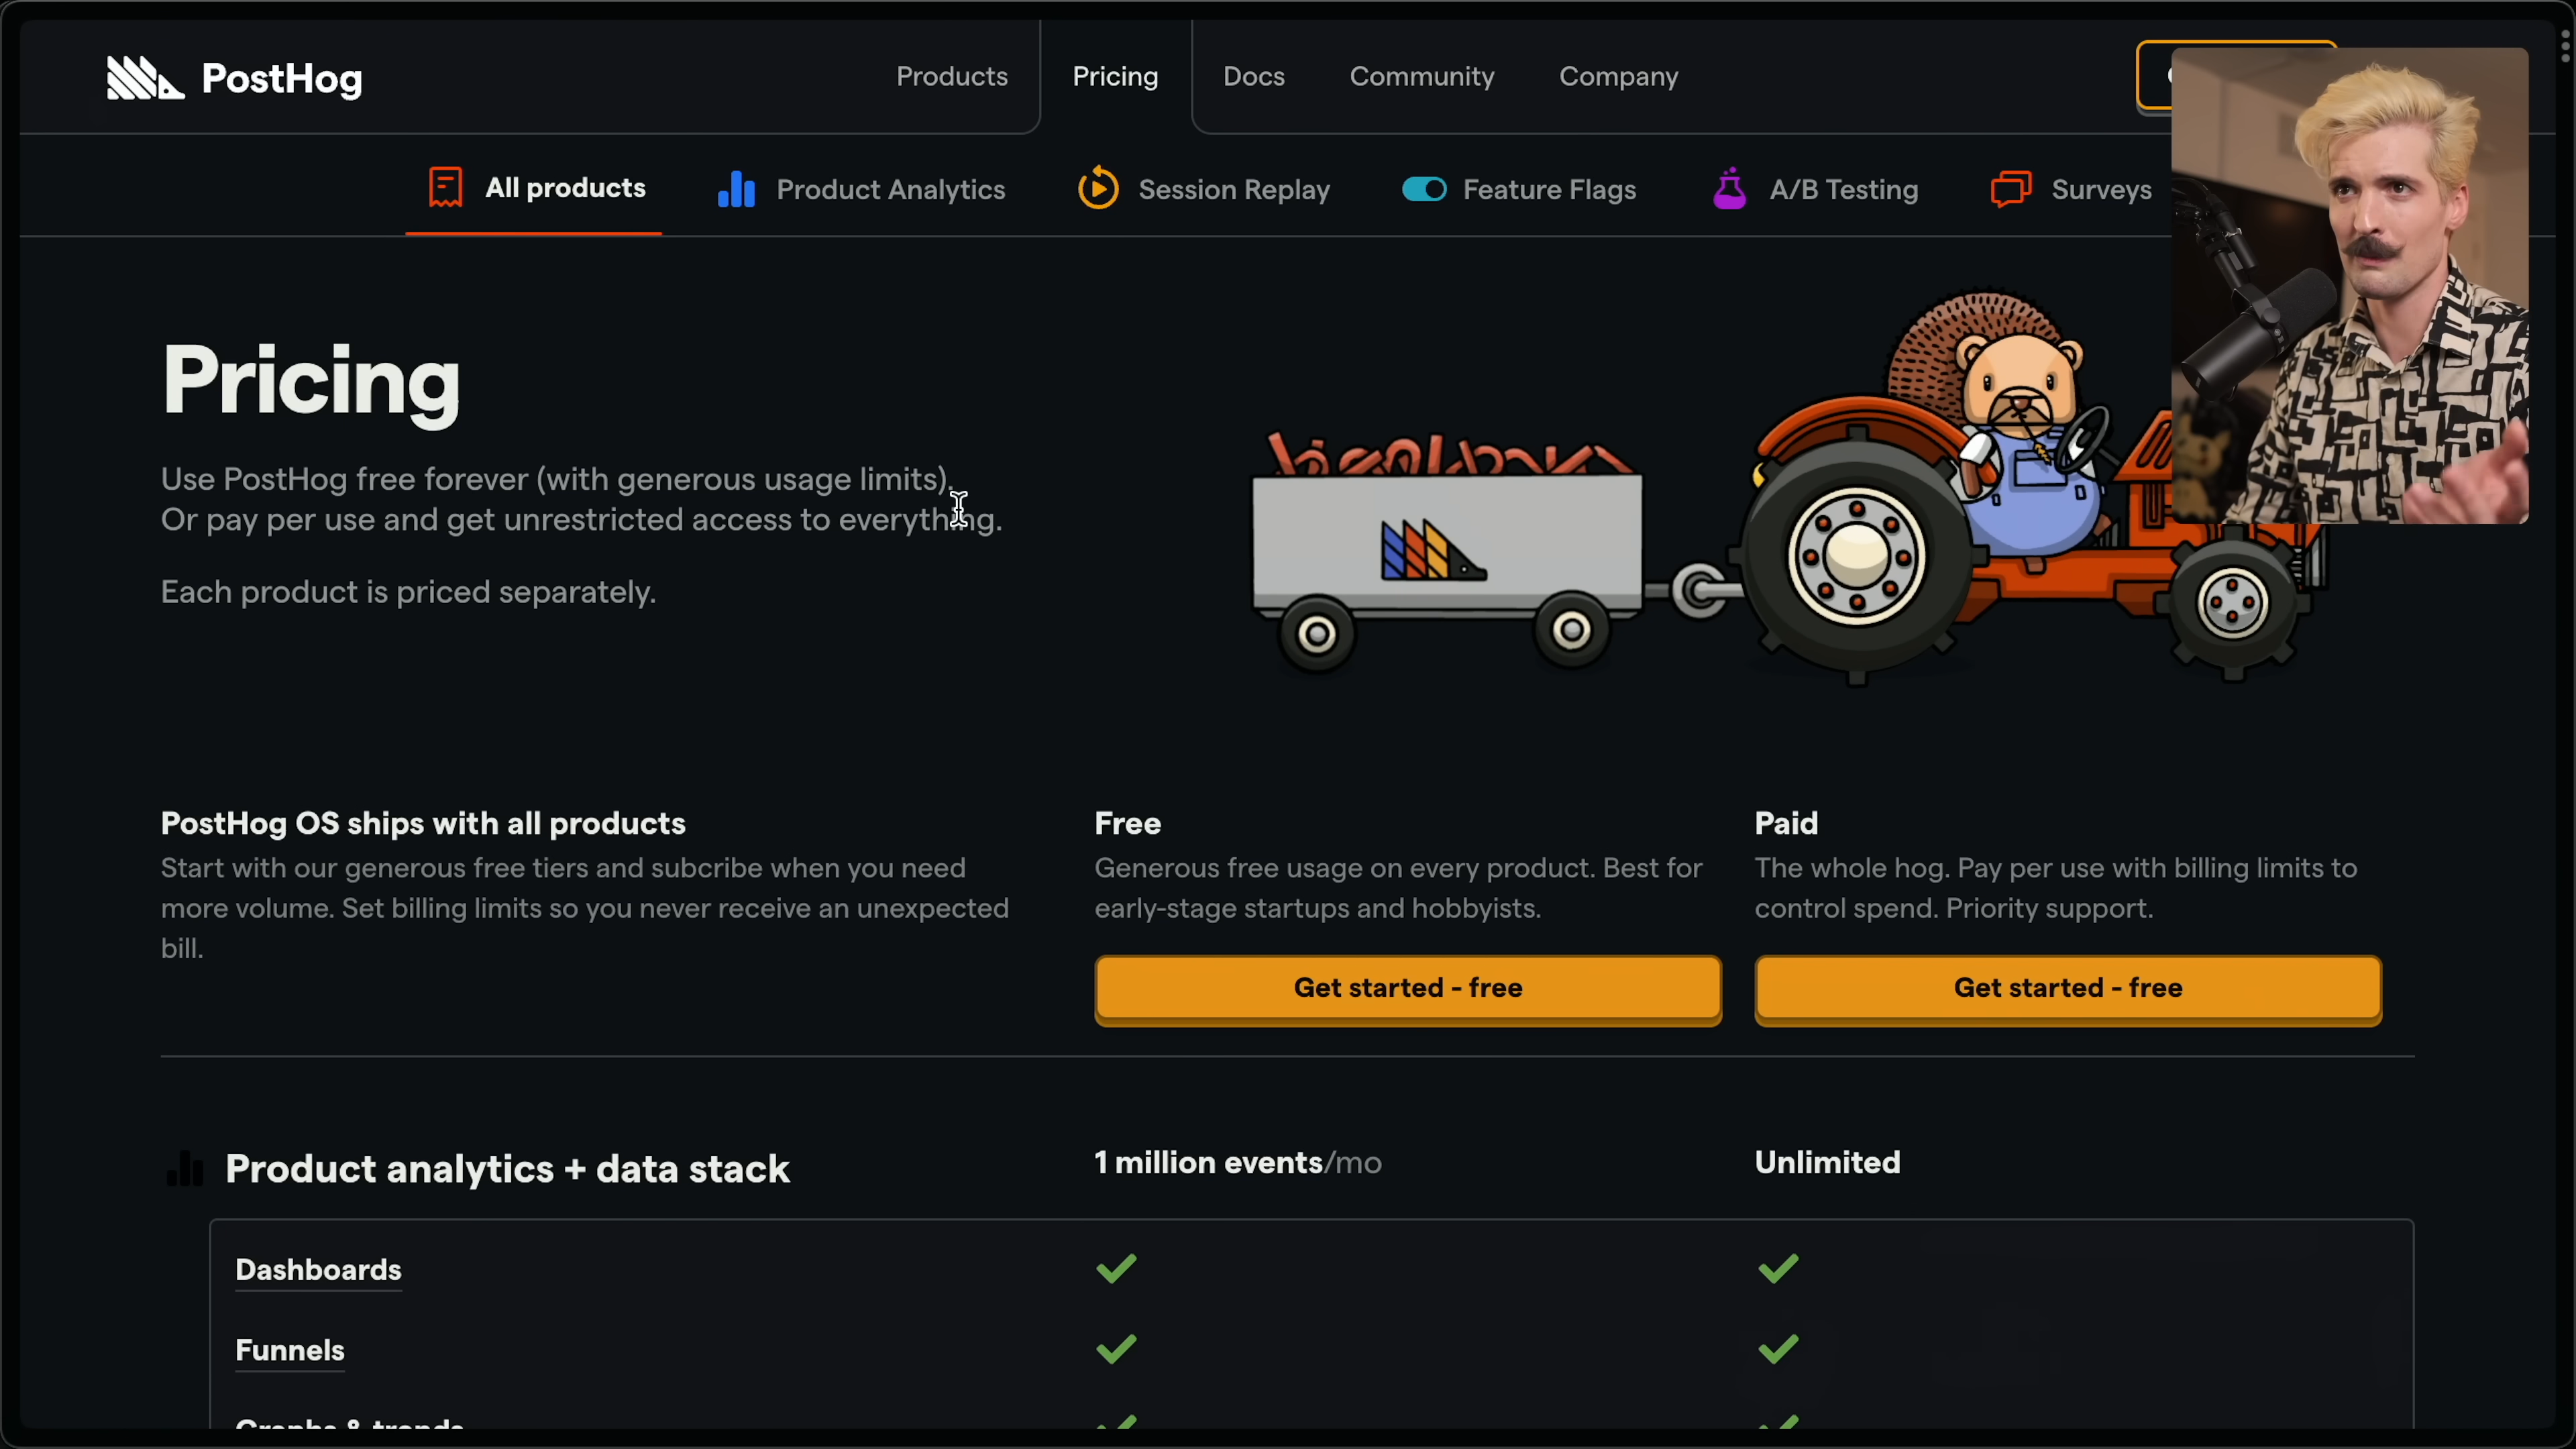 PostHog
Products
Pricing
Docs
Community
Company
All products
Product Analytics
Session Replay
Feature Flags
A/B Testing
Surveys
Pricing
Use PostHog free forever (with generous usage limits).
Or pay per use and get unrestricted access to everything.
Each product is priced separately.
PostHog OS ships with all products
Start with our generous free tiers and subcribe when you need
more volume. Set billing limits so you never receive an unexpected
bill.
Free
Generous free usage on every product. Best for
early-stage startups and hobbyists.
Get started - free
Paid
The whole hog. Pay per use with billing limits to
control spend. Priority support.
Get started - free
Product analytics + data stack
1 million events/mo
Unlimited
Dashboards
Funnels
Graphs & trends